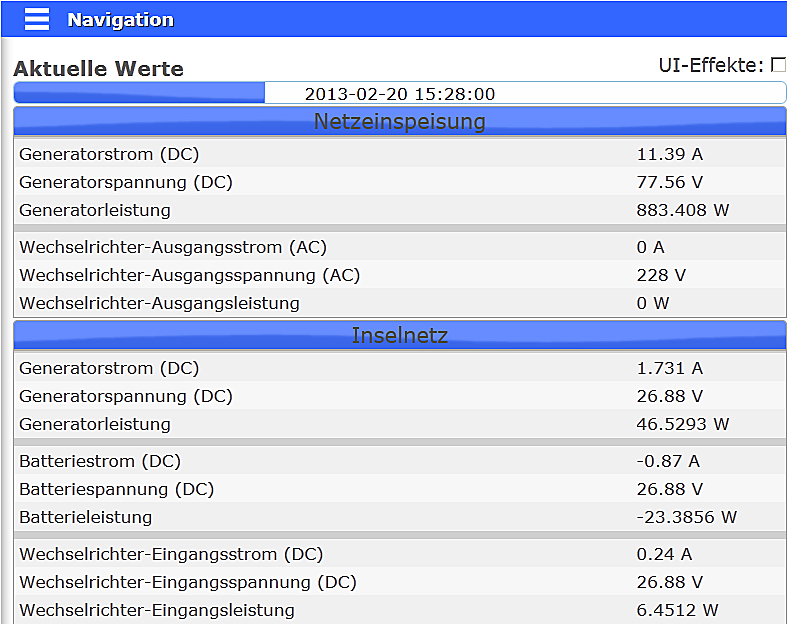 Navigation
Aktuelle Werte UI-Effekte:
2013-02-20 15:28:00
Netzeinspeisung
Generatorstrom (DC) 11.39 A
Generatorspannung (DC) 77.56 V
Generatorleistung 883.408 W
Wechselrichter-Ausgangsstrom (AC) 0 A
Wechselrichter-Ausgangsspannung (AC) 228 V
Wechselrichter-Ausgangsleistung 0 W
Inselnetz
Generatorstrom (DC) 1.731 A
Generatorspannung (DC) 26.88 V
Generatorleistung 46.5293 W
Batteriestrom (DC) -0.87 A
Batteriespannung (DC) 26.88 V
Batterieleistung -23.3856 W
Wechselrichter-Eingangsstrom (DC) 0.24 A
Wechselrichter-Eingangsspannung (DC) 26.88 V
Wechselrichter-Eingangsleistung 6.4512 W